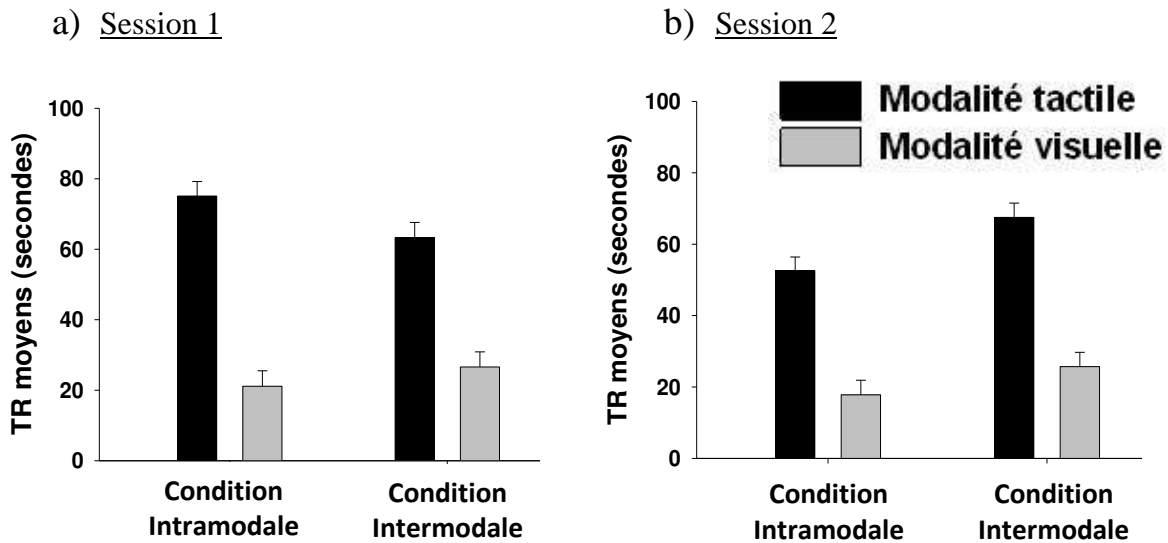 a) Session 1
TR moyens (secondes)
100
80
60
40
20
0
Condition
Intramodale
Condition
Intermodale
b) Session 2
Modalité tactile
Modalité visuelle
TR moyens (secondes)
100
80
60
40
20
0
Condition
Intramodale
Condition
Intermodale